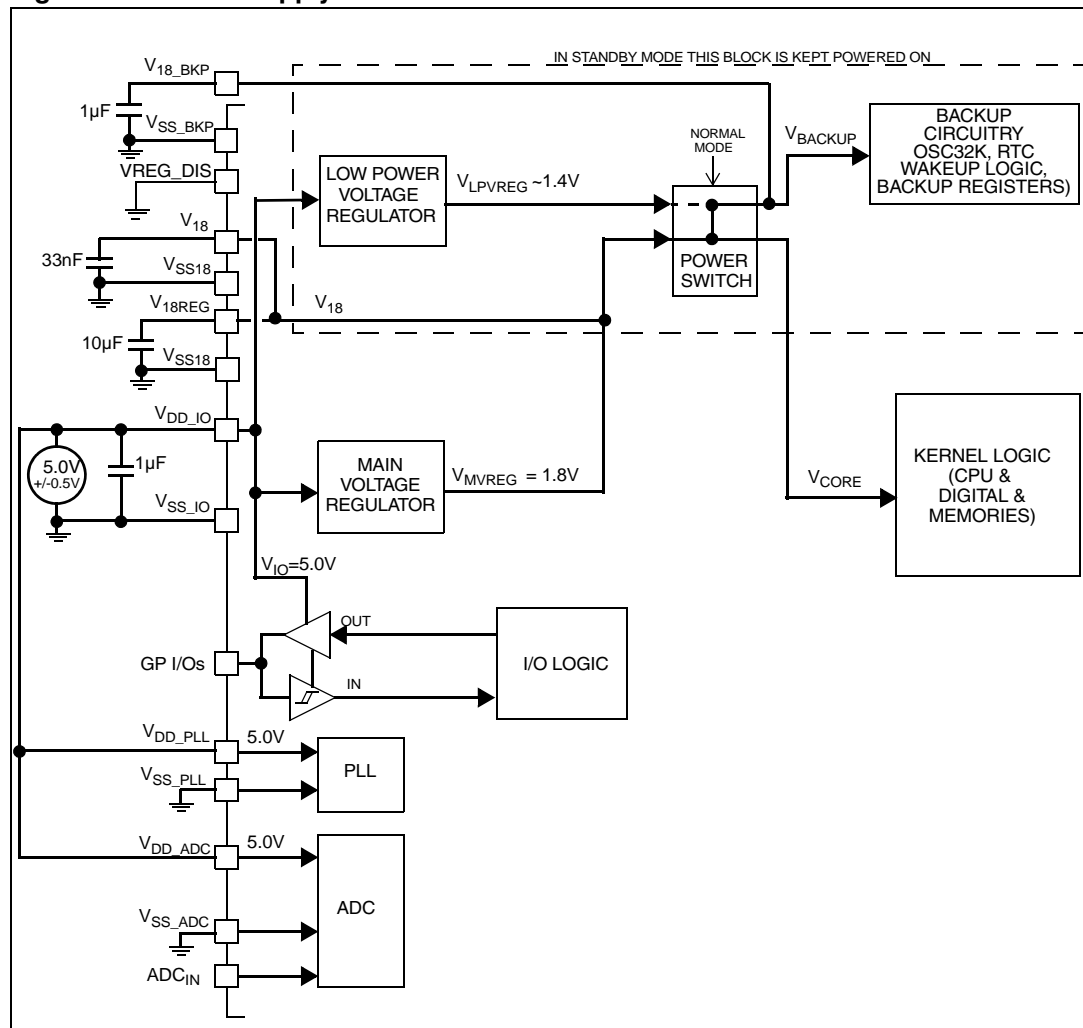 IN STANDBY MODE THIS BLOCK IS KEPT POWERED ON
V18_BKP
1µF
VSS_BKP
VREG_DIS
V18
33nF
VSS18
V18REG
10µF
VSS18
VDD_IO
5.0V
+/-0.5V
1µF
VSS_IO
LOW POWER
VOLTAGE
REGULATOR
VLPVREG ~1.4V
NORMAL
MODE
POWER
SWITCH
VBACKUP
BACKUP
CIRCUITRY
OSC32K, RTC
WAKEUP LOGIC,
BACKUP REGISTERS)
V18
MAIN
VOLTAGE
REGULATOR
VMVREG = 1.8V
VCORE
KERNEL LOGIC
(CPU &
DIGITAL &
MEMORIES)
VIO=5.0V
OUT
GP I/Os
IN
I/O LOGIC
VDD_PLL
5.0V
VSS_PLL
PLL
VDD_ADC
5.0V
VSS_ADC
ADCIN
ADC